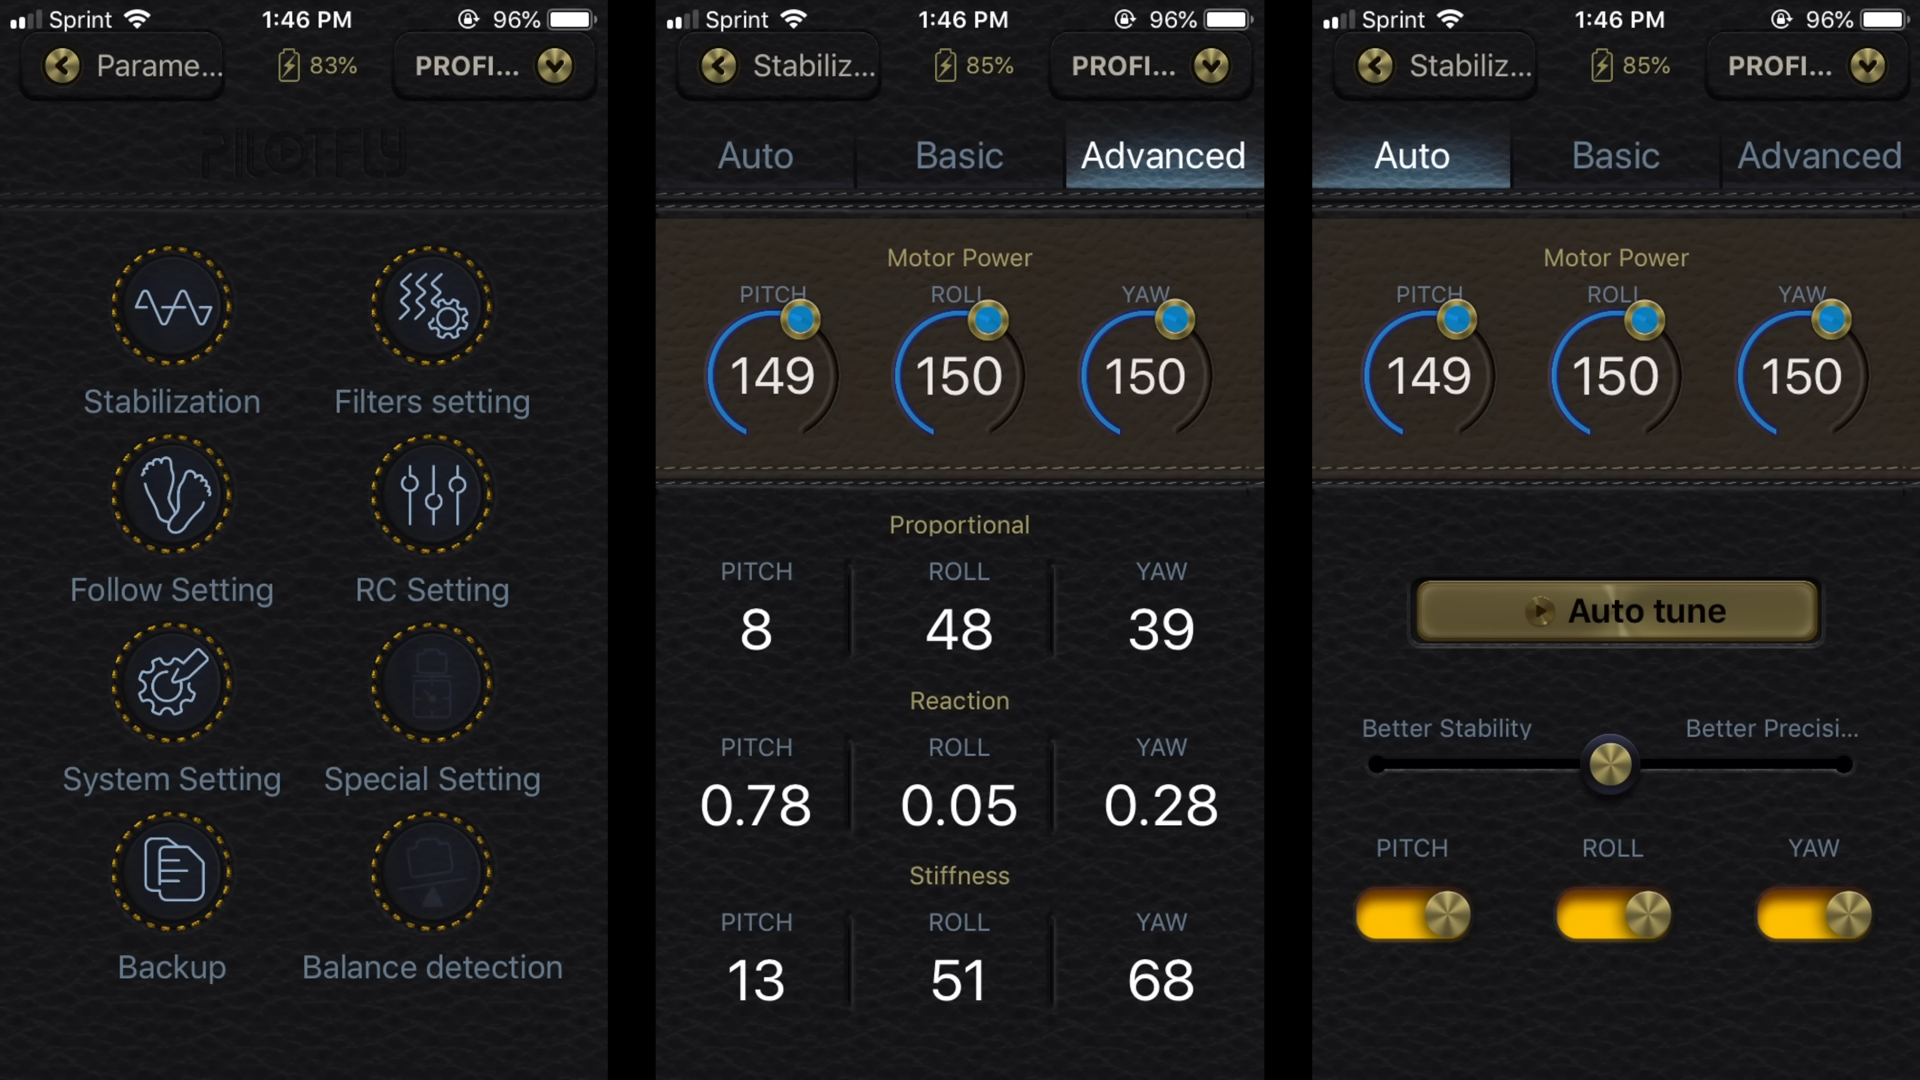 Sprint 1:46 PM 96%
Parame... 83% PROFI...
PILOTFLY
Stabilization Filters setting
Follow Setting RC Setting
System Setting Special Setting
Backup Balance detection
Sprint 1:46 PM 96%
Stabiliz... 85% PROFI...
Auto Basic Advanced
Motor Power
PITCH ROLL YAW
149 150 150
Proportional
PITCH ROLL YAW
8 48 39
Reaction
PITCH ROLL YAW
0.78 0.05 0.28
Stiffness
PITCH ROLL YAW
13 51 68
Sprint 1:46 PM 96%
Stabiliz... 85% PROFI...
Auto Basic Advanced
Motor Power
PITCH ROLL YAW
149 150 150
Auto tune
Better Stability Better Precisi...
PITCH ROLL YAW